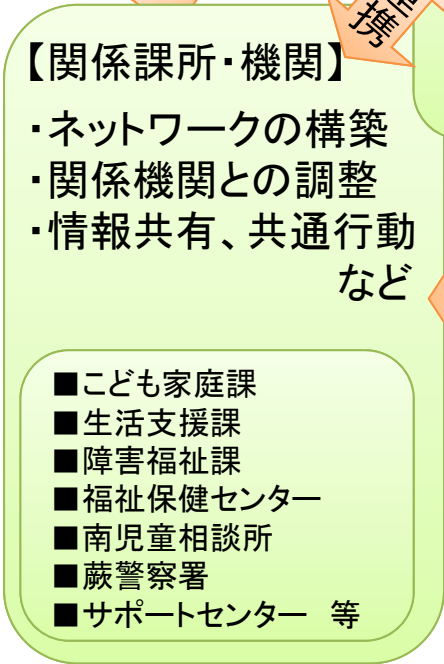 携
【関係課所・機関】
・ネットワークの構築
・関係機関との調整
・情報共有、共通行動
など
■こども家庭課
■生活支援課
■障害福祉課
■福祉保健センター
■南児童相談所
■蕨警察署
■サポートセンター 等